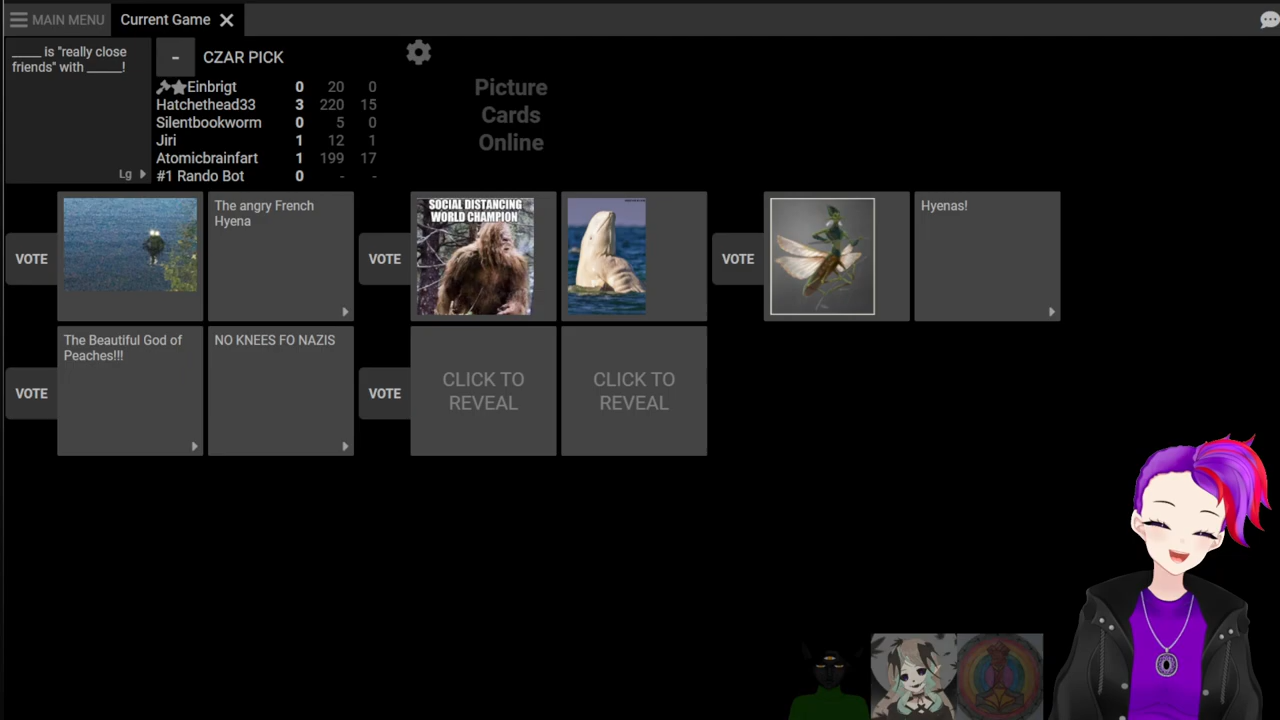 MAIN MENU
Current Game
_____ is "really close
friends" with ______!
Lg
-
CZAR PICK
Einbrigt 0 20 0
Hatchethead33 3 220 15
Silentbookworm 0 5 0
Jiri 1 12 1
Atomicbrainfart 1 199 17
#1 Rando Bot 0 - -
Picture
Cards
Online
VOTE
The angry French
Hyena
VOTE
SOCIAL DISTANCING
WORLD CHAMPION
VOTE
Hyenas!
VOTE
The Beautiful God of
Peaches!!!
NO KNEES FO NAZIS
VOTE
CLICK TO
REVEAL
CLICK TO
REVEAL